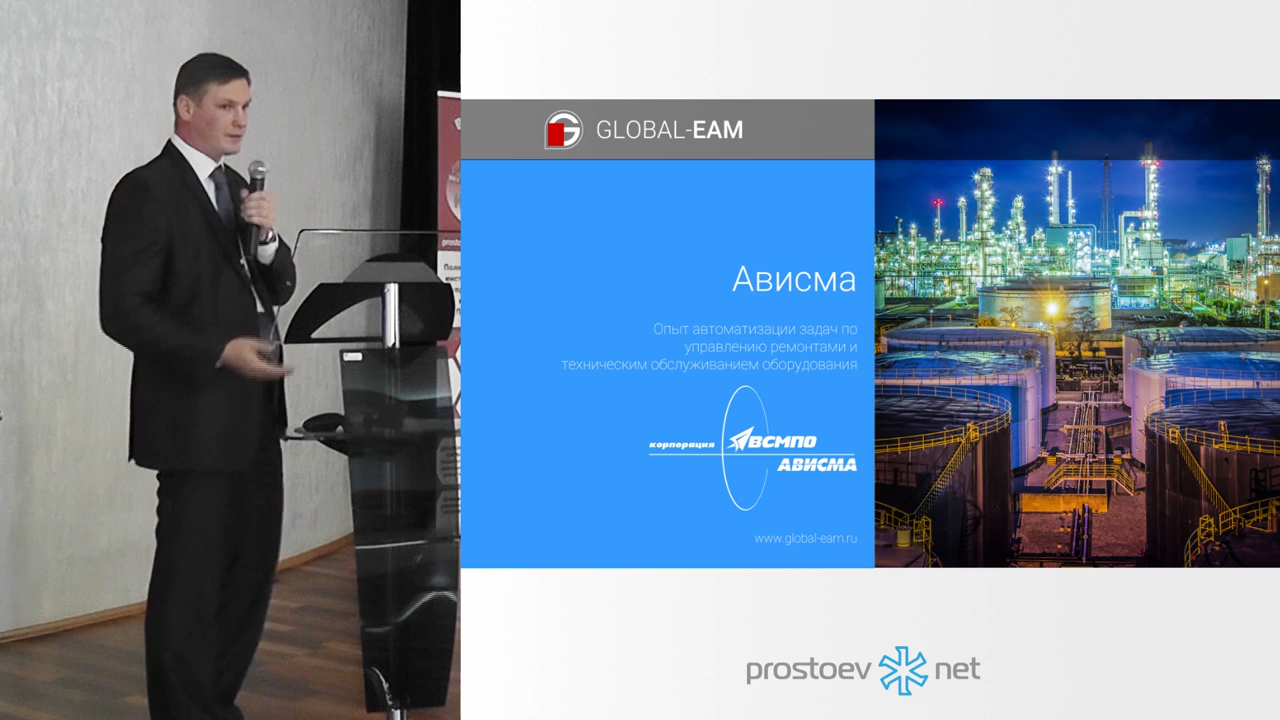 GLOBAL-EAM
Ависма
Опыт автоматизации задач по
управлению ремонтами и
техническим обслуживанием оборудования
корпорация ВСМПО
АВИСМА
www.global-eam.ru
prostoev net